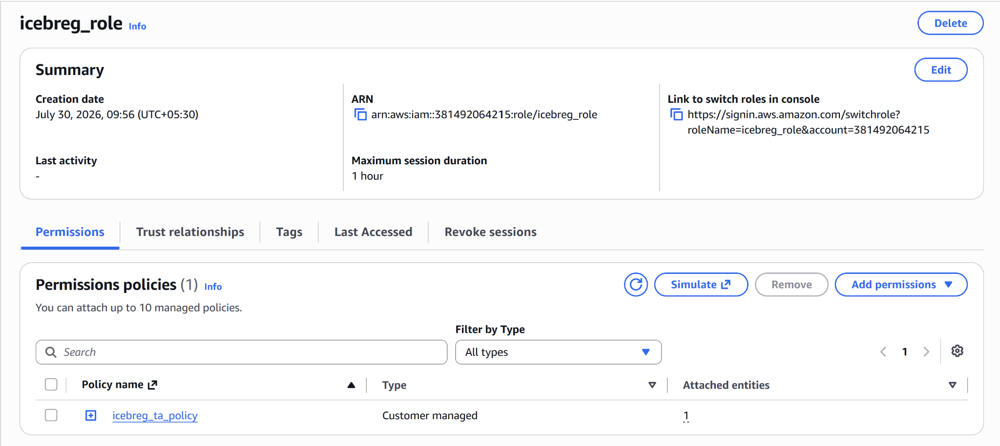 icebreg_role Info
Delete
Summary
Edit
Creation date
July 30, 2026, 09:56 (UTC+05:30)
ARN
arn:aws:iam::381492064215:role/icebreg_role
Link to switch roles in console
https://signin.aws.amazon.com/switchrole?
roleName=icebreg_role&account=381492064215
Last activity
-
Maximum session duration
1 hour
Permissions
Trust relationships
Tags
Last Accessed
Revoke sessions
Permissions policies (1) Info
You can attach up to 10 managed policies.
Simulate
Remove
Add permissions
Filter by Type
Search
All types
1
Policy name
Type
Attached entities
icebreg_ta_policy
Customer managed
1